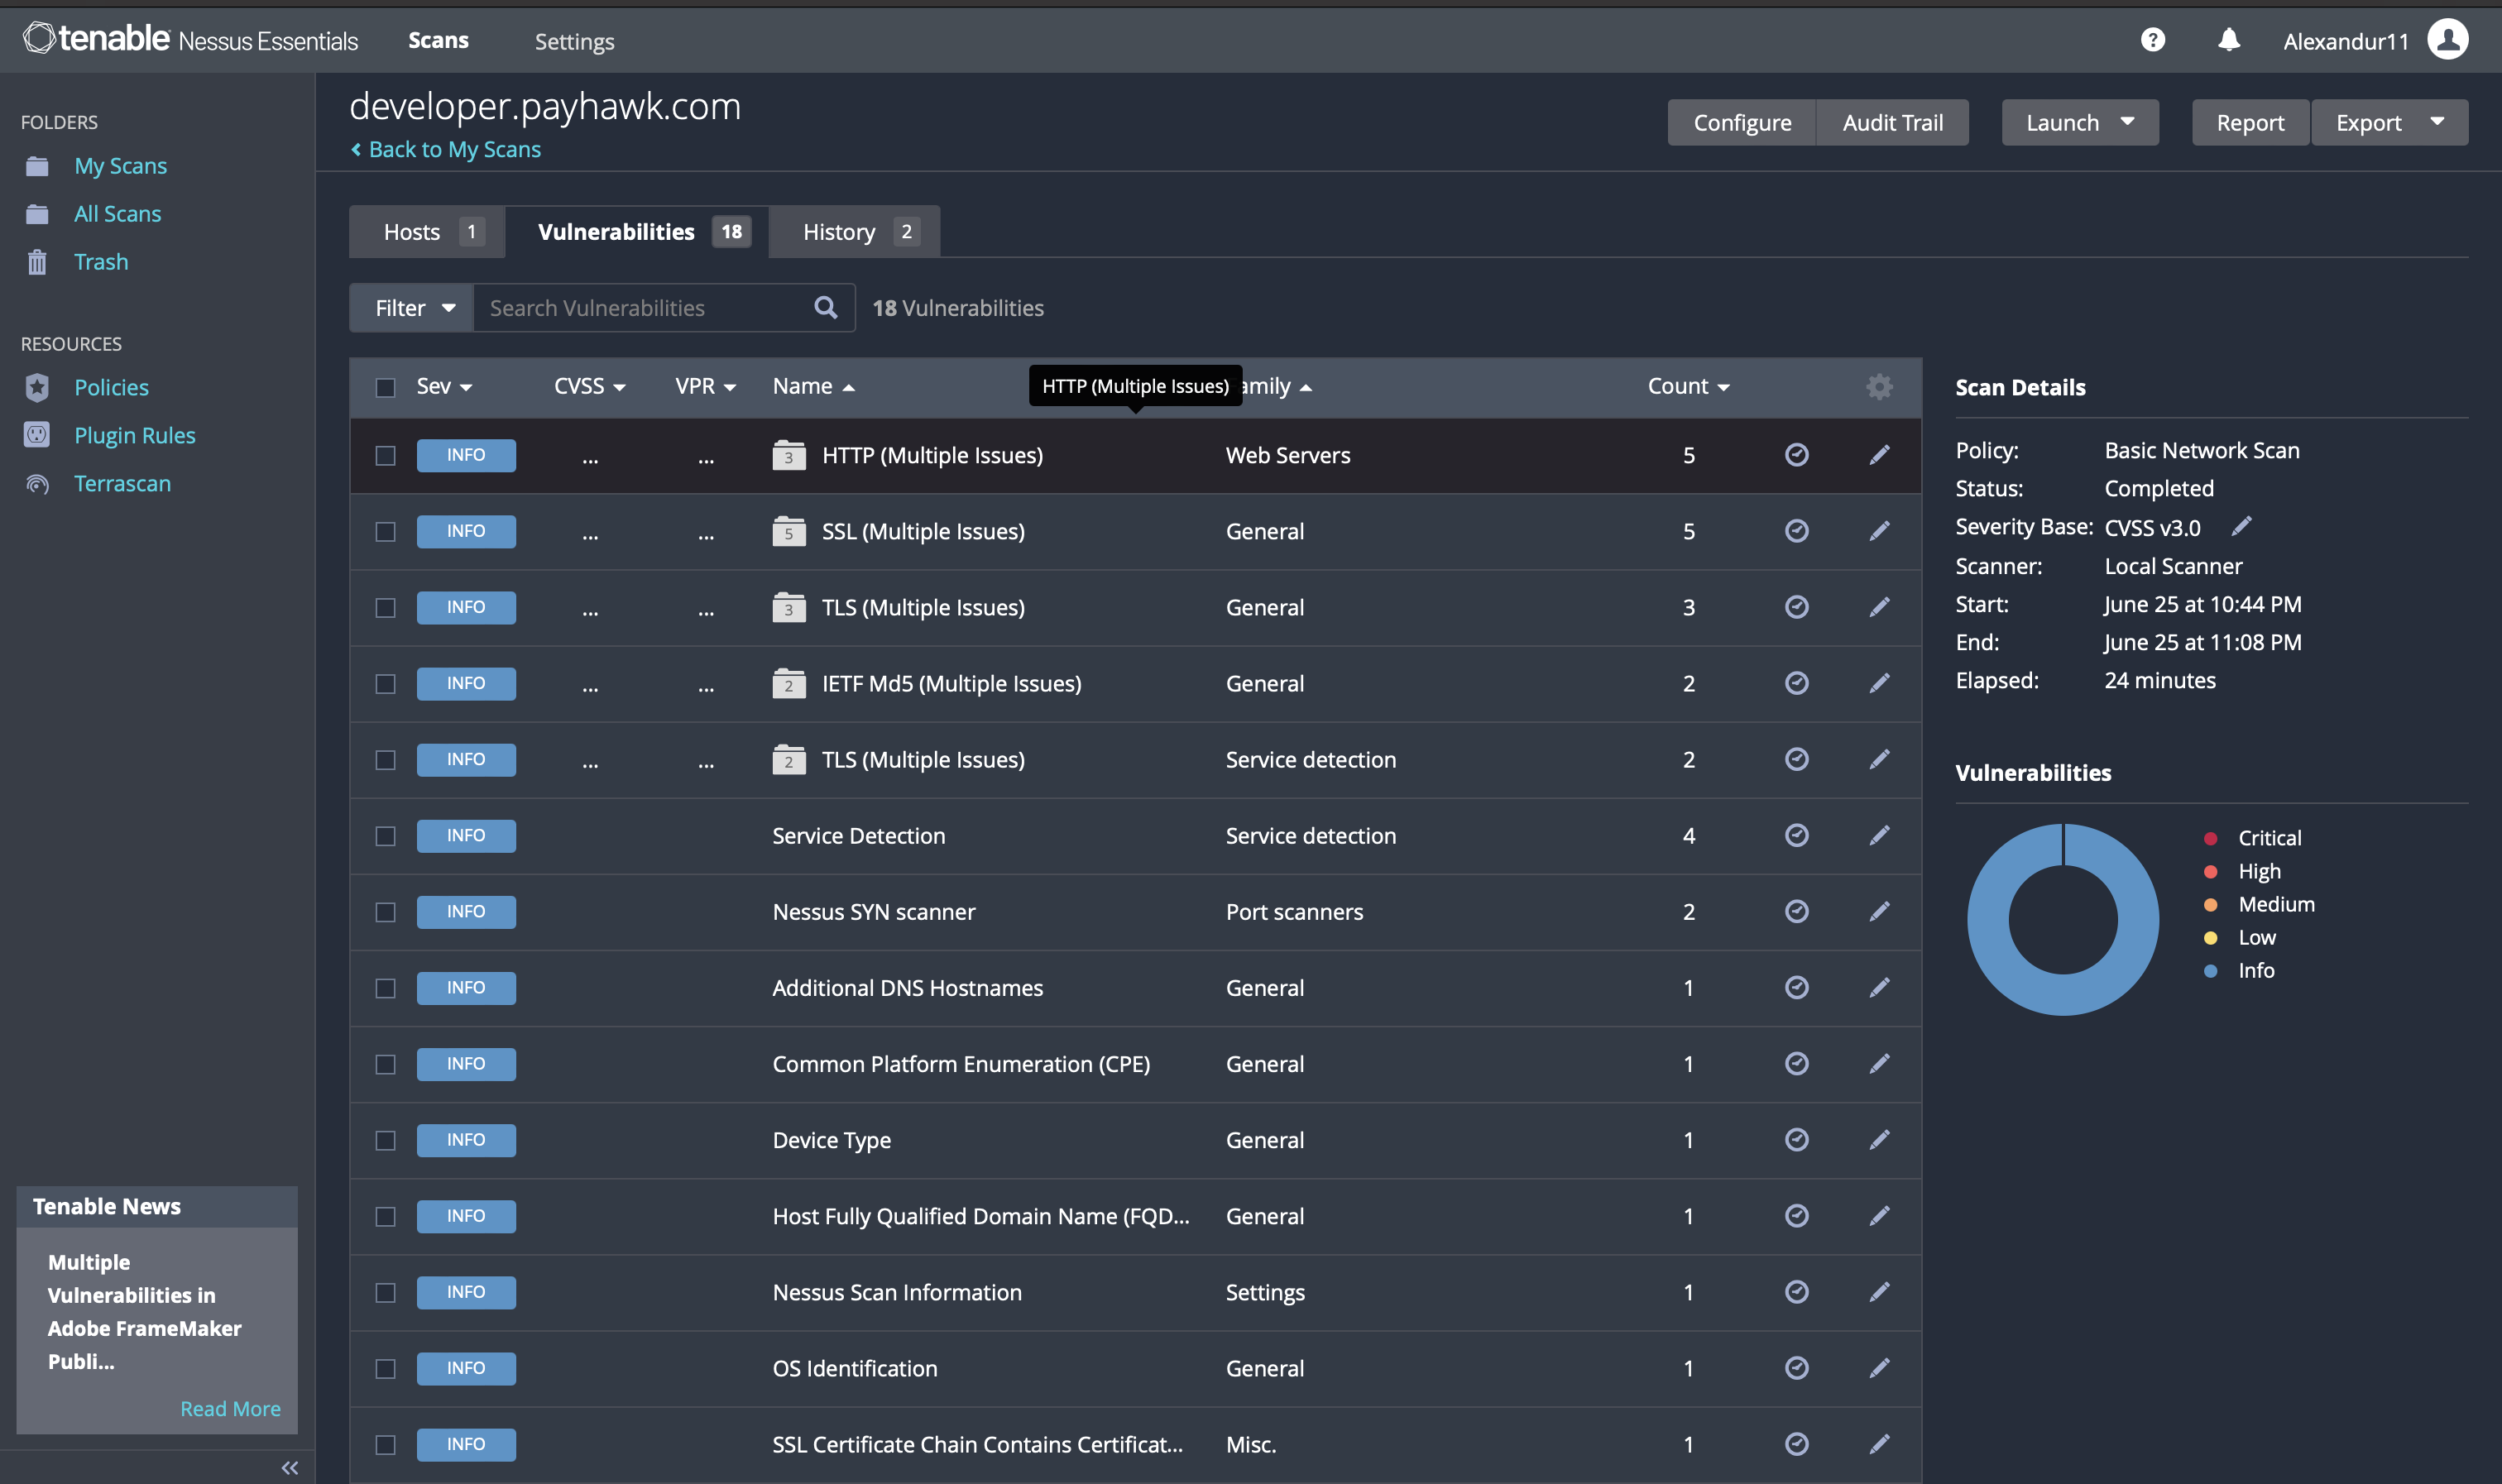 tenable Nessus Essentials Scans Settings Alexandur11
FOLDERS
My Scans
All Scans
Trash
RESOURCES
Policies
Plugin Rules
Terrascan
Tenable News
Multiple
Vulnerabilities in
Adobe FrameMaker
Publi...
Read More
developer.payhawk.com
Back to My Scans
Configure Audit Trail Launch Report Export
Hosts 1 Vulnerabilities 18 History 2
Filter Search Vulnerabilities 18 Vulnerabilities
Sev CVSS VPR Name HTTP (Multiple Issues) amily Count
INFO ... ... 3 HTTP (Multiple Issues) Web Servers 5
INFO ... ... 5 SSL (Multiple Issues) General 5
INFO ... ... 3 TLS (Multiple Issues) General 3
INFO ... ... 2 IETF Md5 (Multiple Issues) General 2
INFO ... ... 2 TLS (Multiple Issues) Service detection 2
INFO Service Detection Service detection 4
INFO Nessus SYN scanner Port scanners 2
INFO Additional DNS Hostnames General 1
INFO Common Platform Enumeration (CPE) General 1
INFO Device Type General 1
INFO Host Fully Qualified Domain Name (FQD... General 1
INFO Nessus Scan Information Settings 1
INFO OS Identification General 1
INFO SSL Certificate Chain Contains Certificat... Misc. 1
Scan Details
Policy: Basic Network Scan
Status: Completed
Severity Base: CVSS v3.0
Scanner: Local Scanner
Start: June 25 at 10:44 PM
End: June 25 at 11:08 PM
Elapsed: 24 minutes
Vulnerabilities
Critical
High
Medium
Low
Info